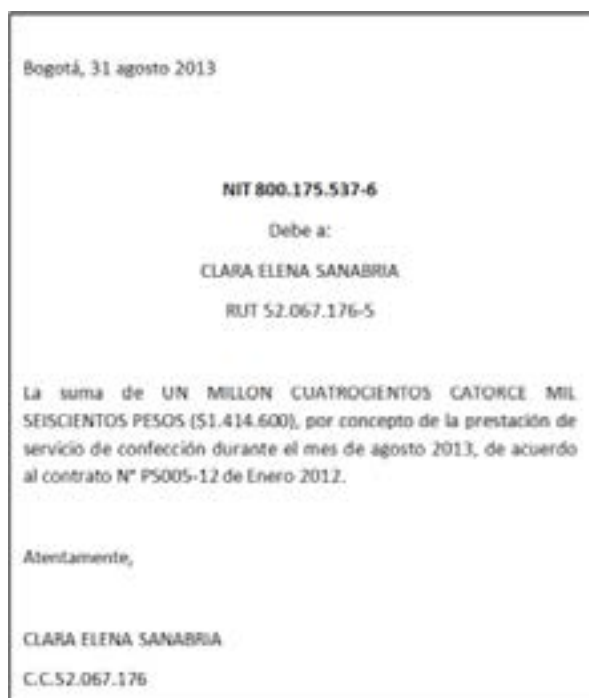 Bogotá, 31 agosto 2013
NIT 800.175.537-6
Debe a:
CLARA ELENA SANABRIA
RUT 52.067.176-5
La suma de UN MILLON CUATROCIENTOS CATORCE MIL
SEISCIENTOS PESOS ($1.414.600), por concepto de la prestación de
servicio de confección durante el mes de agosto 2013, de acuerdo
al contrato N° PS005-12 de Enero 2012.
Atentamente,
CLARA ELENA SANABRIA
C.C.52.067.176